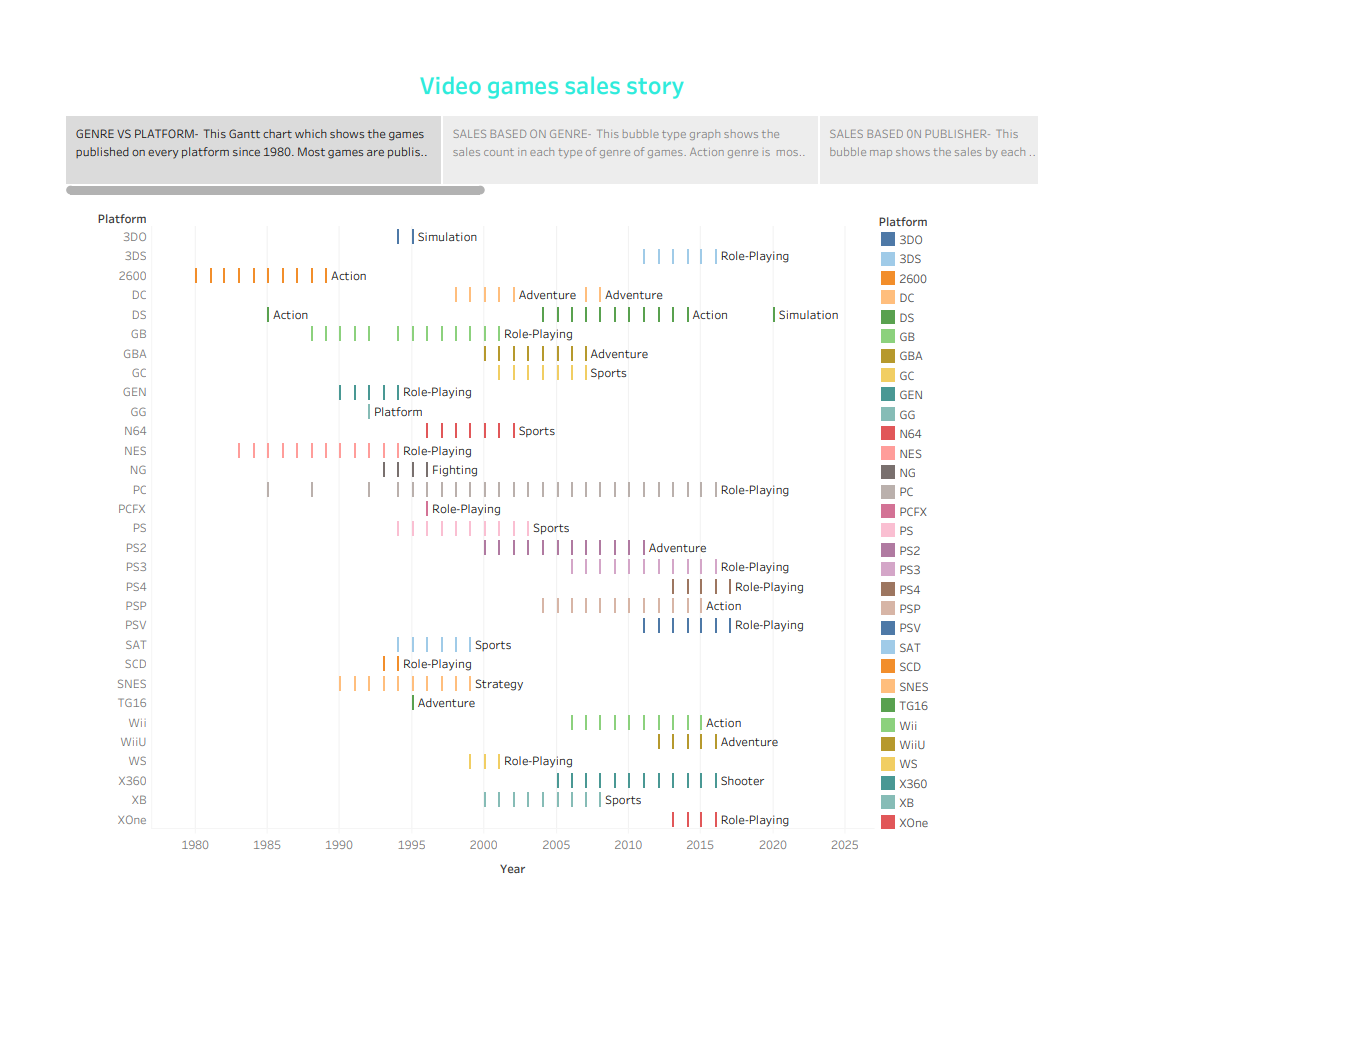 Video games sales story
GENRE VS PLATFORM- This Gantt chart which shows the games
published on every platform since 1980. Most games are publis..
SALES BASED ON GENRE- This bubble type graph shows the
sales count in each type of genre of games. Action genre is mos..
SALES BASED 0N PUBLISHER- This
bubble map shows the sales by each ..
Platform
3DO Simulation
3DS Role-Playing
2600 Action
DC Adventure Adventure
DS Action Action Simulation
GB Role-Playing
GBA Adventure
GC Sports
GEN Role-Playing
GG Platform
N64 Sports
NES Role-Playing
NG Fighting
PC Role-Playing
PCFX Role-Playing
PS Sports
PS2 Adventure
PS3 Role-Playing
PS4 Role-Playing
PSP Action
PSV Role-Playing
SAT Sports
SCD Role-Playing
SNES Strategy
TG16 Adventure
Wii Action
WiiU Adventure
WS Role-Playing
X360 Shooter
XB Sports
XOne Role-Playing
1980 1985 1990 1995 2000 2005 2010 2015 2020 2025
Year
Platform
3DO
3DS
2600
DC
DS
GB
GBA
GC
GEN
GG
N64
NES
NG
PC
PCFX
PS
PS2
PS3
PS4
PSP
PSV
SAT
SCD
SNES
TG16
Wii
WiiU
WS
X360
XB
XOne